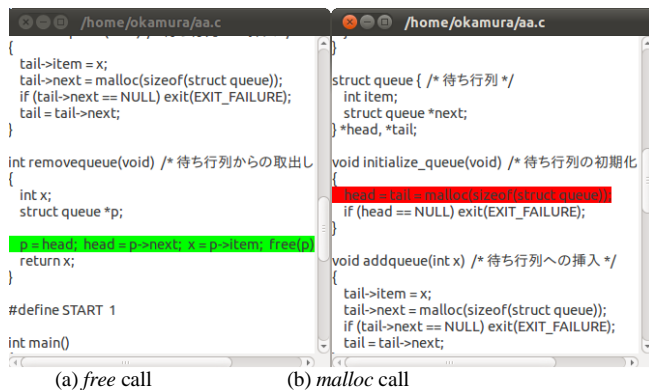 /home/okamura/aa.c
{
tail->item = x;
tail->next = malloc(sizeof(struct queue));
if (tail->next == NULL) exit(EXIT_FAILURE);
tail = tail->next;
}
int removequeue(void) /* 待ち行列からの取出し
{
int x;
struct queue *p;
p = head; head = p->next; x = p->item; free(p)
return x;
}
#define START 1
int main()
(a) free call
/home/okamura/aa.c
}
struct queue { /* 待ち行列 */
int item;
struct queue *next;
} *head, *tail;
void initialize_queue(void) /* 待ち行列の初期化
{
head = tail = malloc(sizeof(struct queue));
if (head == NULL) exit(EXIT_FAILURE);
}
void addqueue(int x) /* 待ち行列への挿入 */
{
tail->item = x;
tail->next = malloc(sizeof(struct queue));
if (tail->next == NULL) exit(EXIT_FAILURE);
tail = tail->next;
(b) malloc call